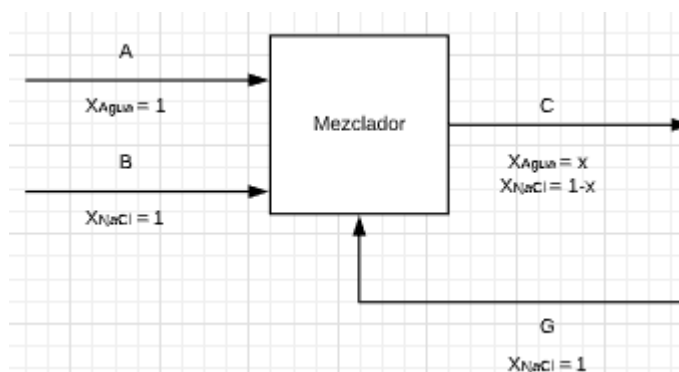 A
XAgua = 1
B
XNaCl = 1
Mezclador
C
XAgua = x
XNaCl = 1-x
G
XNaCl = 1